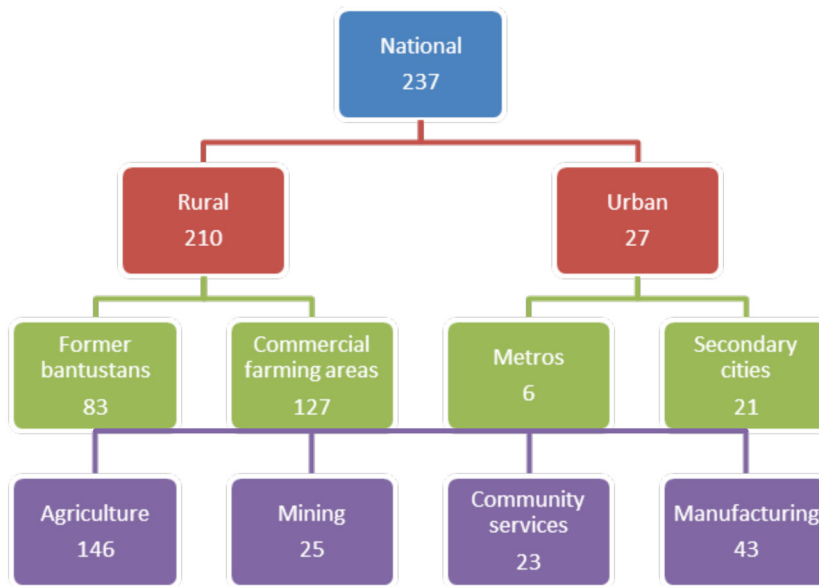 National
237
Rural
210
Urban
27
Former
bantustans
83
Commercial
farming areas
127
Metros
6
Secondary
cities
21
Agriculture
146
Mining
25
Community
services
23
Manufacturing
43